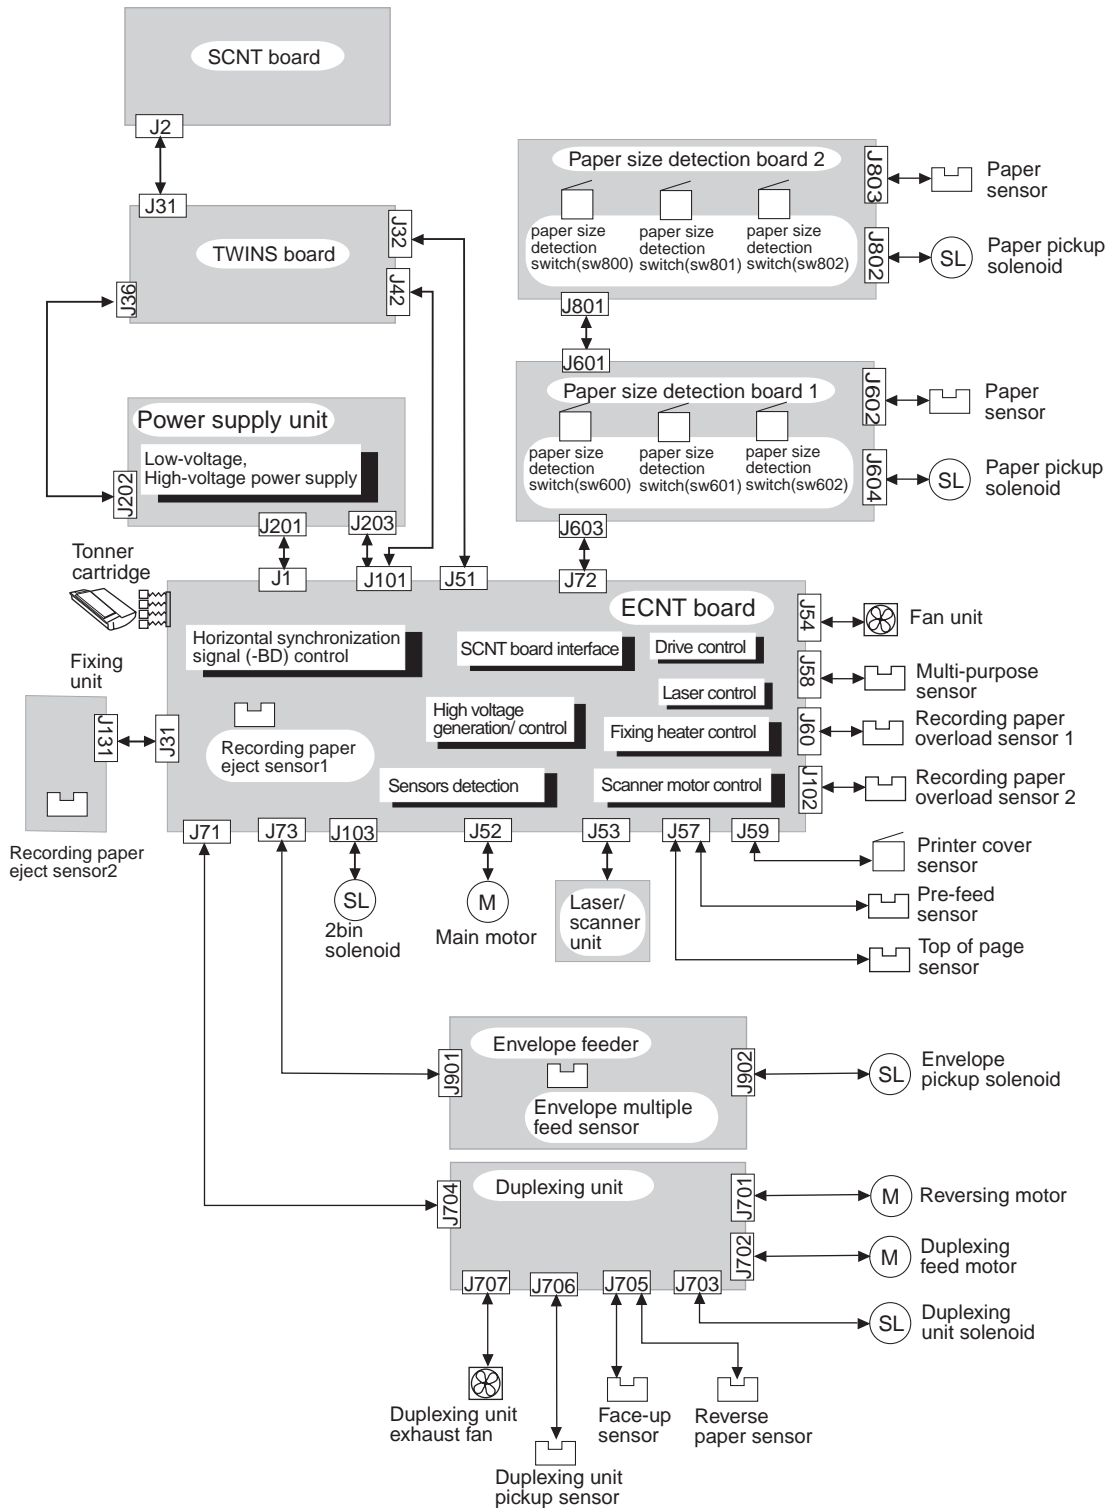 SCNT board
J2
J31
TWINS board
J32
J42
J36
Power supply unit
Low-voltage,
High-voltage power supply
J202
J201
J203
Paper size detection board 2
paper size
detection
switch(sw800)
paper size
detection
switch(sw801)
paper size
detection
switch(sw802)
J803
Paper
sensor
J802
SL
Paper pickup
solenoid
J801
J601
Paper size detection board 1
paper size
detection
switch(sw600)
paper size
detection
switch(sw601)
paper size
detection
switch(sw602)
J602
Paper
sensor
J604
SL
Paper pickup
solenoid
J603
Tonner
cartridge
J1
J101
J51
J72
ECNT board
Horizontal synchronization
signal (-BD) control
SCNT board interface
Drive control
Laser control
High voltage
generation/ control
Fixing heater control
Recording paper
eject sensor1
Sensors detection
Scanner motor control
Fixing
unit
J131
J31
Recording paper
eject sensor2
J54
Fan unit
J58
Multi-purpose
sensor
J60
Recording paper
overload sensor 1
J102
Recording paper
overload sensor 2
J71
J73
J103
J52
J53
J57
J59
SL
2bin
solenoid
M
Main motor
Laser/
scanner
unit
Printer cover
sensor
Pre-feed
sensor
Top of page
sensor
J901
Envelope feeder
Envelope multiple
feed sensor
J902
SL
Envelope
pickup solenoid
J704
Duplexing unit
J701
M
Reversing motor
J702
M
Duplexing
feed motor
J707
J706
J705
J703
SL
Duplexing
unit solenoid
Duplexing unit
exhaust fan
Duplexing unit
pickup sensor
Face-up
sensor
Reverse
paper sensor